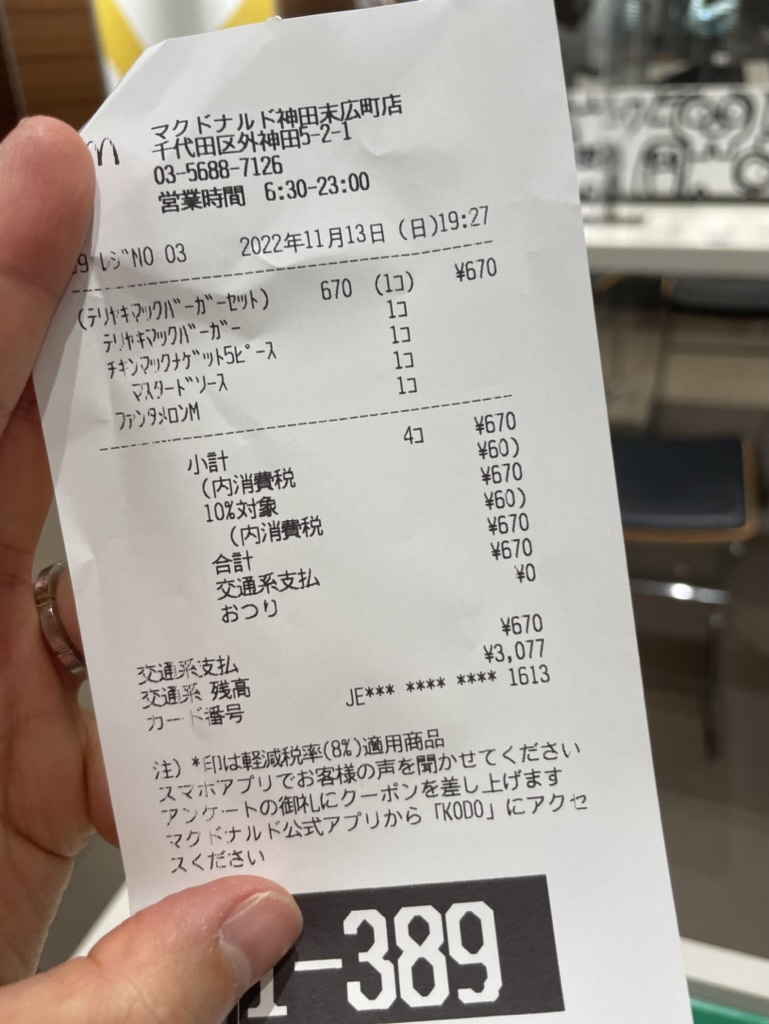 マクドナルド神田末広町店
千代田区外神田5-2-1
03-5688-7126
営業時間 6:30-23:00
9 ﾚｼﾞNO 03 2022年11月13日(日)19:27
(ﾃﾘﾔｷﾏｯｸﾊﾞｰｶﾞｰｾｯﾄ) 670 (1ｺ) ¥670
ﾃﾘﾔｷﾏｯｸﾊﾞｰｶﾞｰ 1ｺ
ﾁｷﾝﾏｯｸﾅｹﾞｯﾄ5ﾋﾟｰｽ 1ｺ
ﾏｽﾀｰﾄﾞｿｰｽ 1ｺ
ﾌｧﾝﾀﾒﾛﾝM 1ｺ
小計 4ｺ ¥670
(内消費税 ¥60)
10%対象 ¥670
(内消費税 ¥60)
合計 ¥670
交通系支払 ¥670
おつり ¥0
交通系支払 ¥670
交通系 残高 ¥3,077
カード番号 JE*** **** **** 1613
注)*印は軽減税率(8%)適用商品
スマホアプリでお客様の声を聞かせてください
アンケートの御礼にクーポンを差し上げます
マクドナルド公式アプリから「KODO」にアクセ
スください
1-389